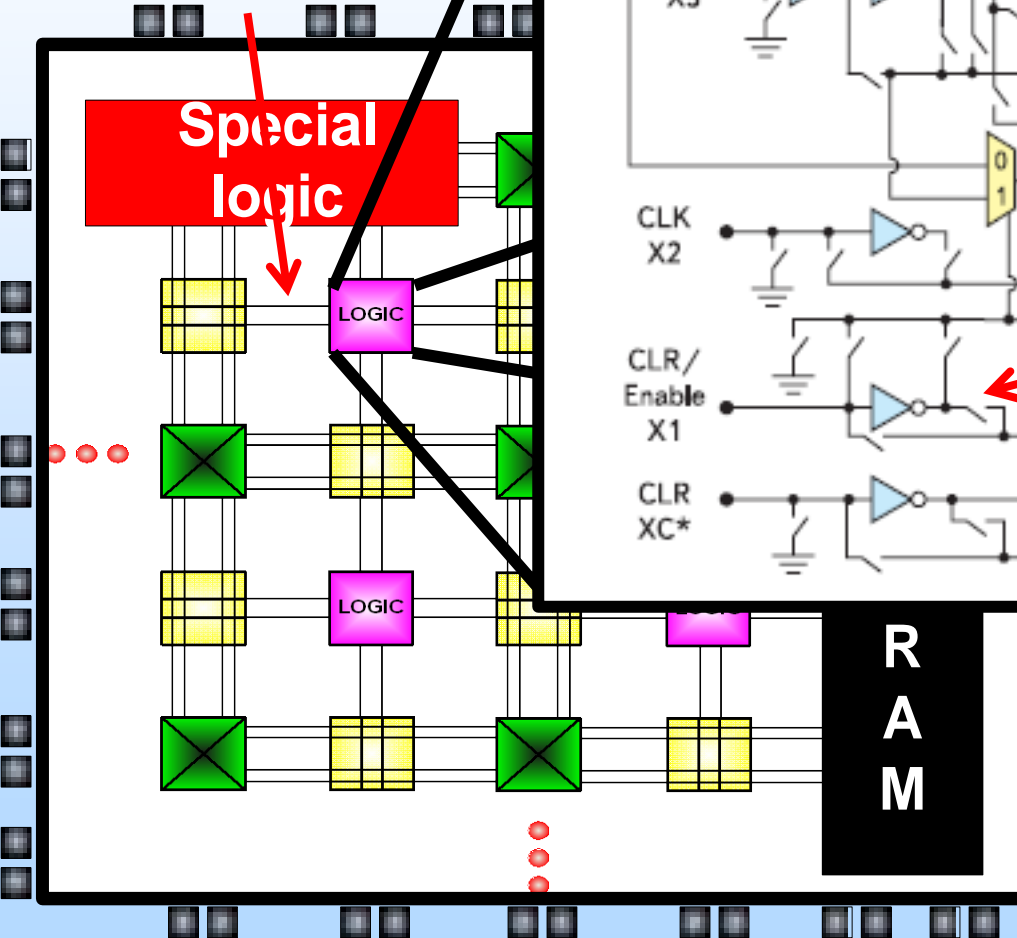 Special
logic
LOGIC
LOGIC
R
A
M
0
1
CLK
X2
CLR/
Enable
X1
CLR
XC*